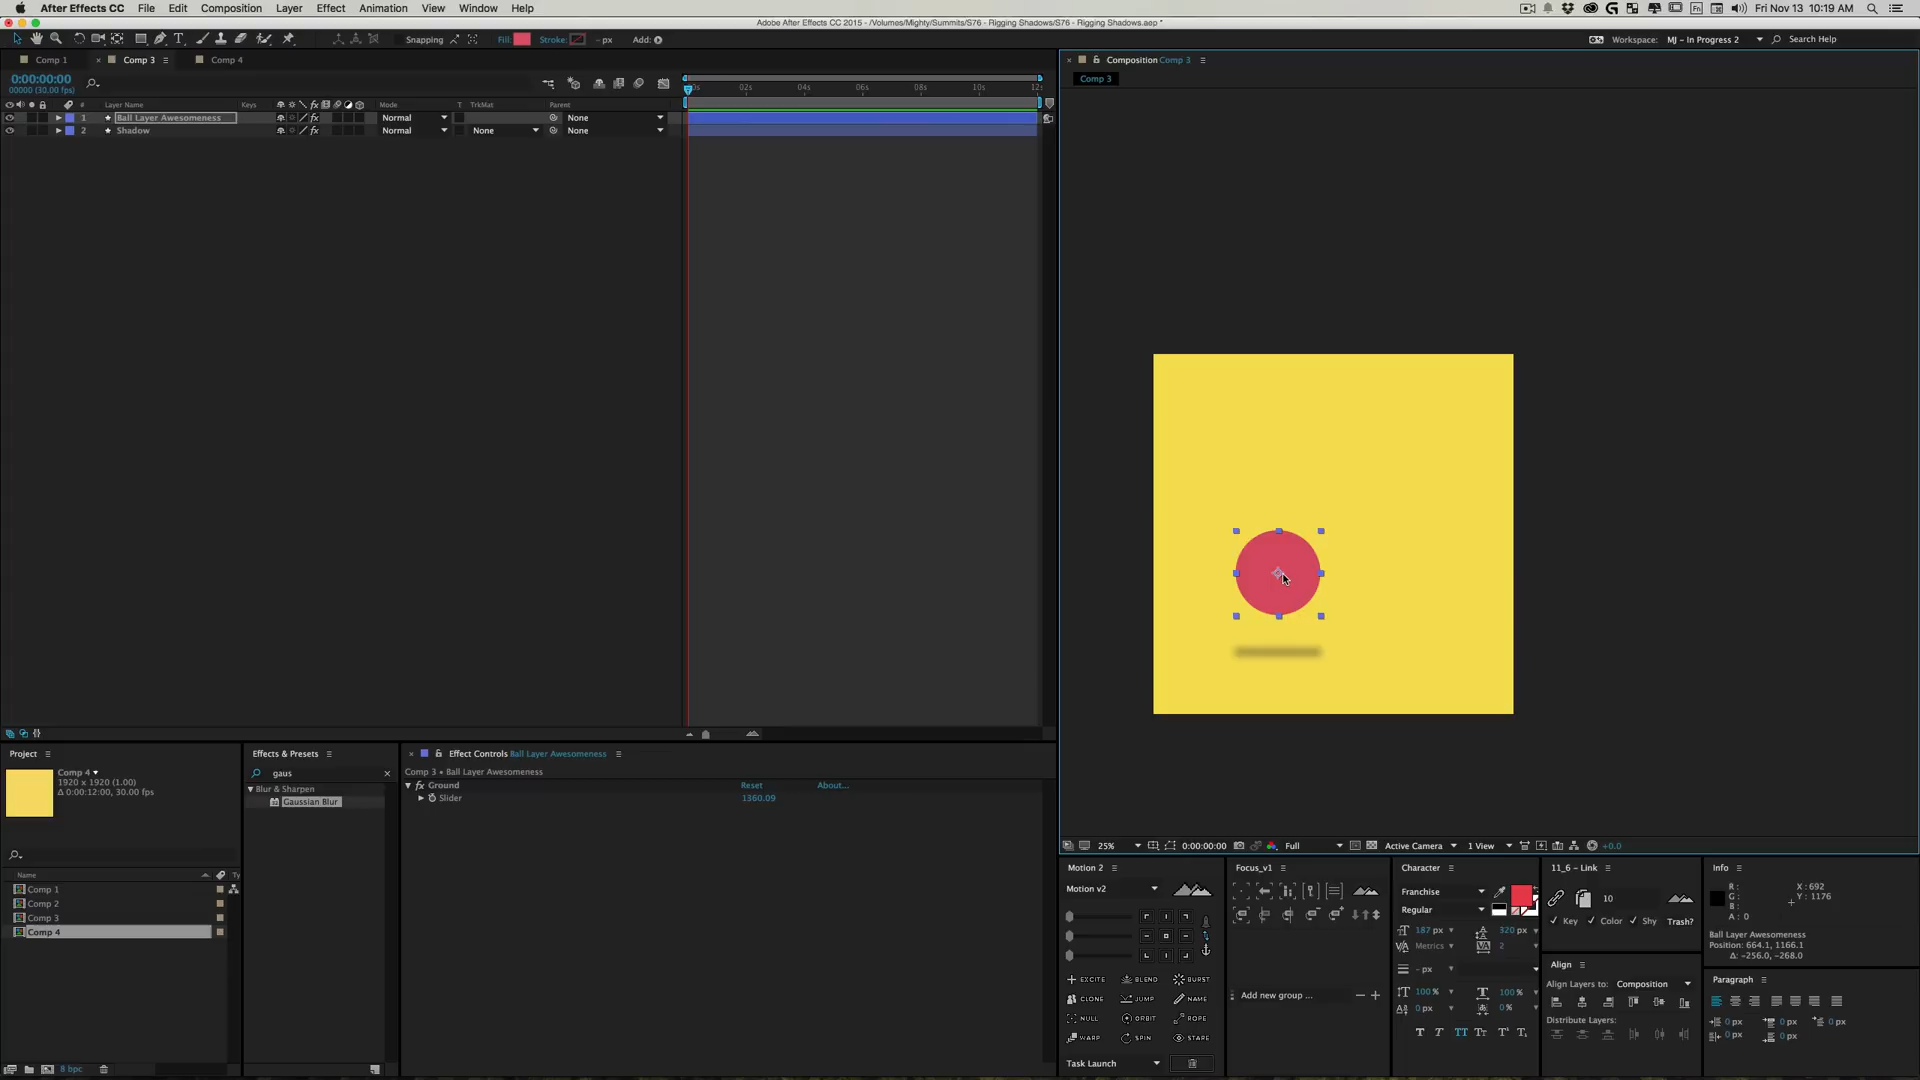 After Effects CC File Edit Composition Layer Effect Animation View Window Help Fri Nov 13 10:19 AM
Adobe After Effects CC 2015 - /Volumes/Mighty/Summits/S76 - Rigging Shadows/S76 - Rigging Shadows.aep *
Snapping Fill: Stroke: - px Add: Workspace: MJ - In Progress 2 Search Help
Comp 1 Comp 3 Comp 4
Composition Comp 3
Comp 3
0:00:00:00
00000 (30.00 fps)
02s 04s 06s 08s 10s 12s
# Layer Name Keys Mode T TrkMat Parent
1 Ball Layer Awesomeness Normal None
2 Shadow Normal None None
25% 0:00:00:00 Full Active Camera 1 View +0.0
Project
Comp 4
1920 x 1920 (1.00)
Δ 0:00:12:00, 30.00 fps
Name Ty
Comp 1
Comp 2
Comp 3
Comp 4
8 bpc
Effects & Presets
gaus
Blur & Sharpen
Gaussian Blur
Effect Controls Ball Layer Awesomeness
Comp 3 • Ball Layer Awesomeness
fx Ground Reset About...
Slider 1360.09
Motion 2
Motion v2
EXCITE BLEND BURST
CLONE JUMP NAME
NULL ORBIT ROPE
WARP SPIN STARE
Task Launch
Focus_v1
Add new group ...
Character
Franchise
Regular
187 px 320 px
Metrics 2
- px
100 % 100 %
0 px 0 %
T T TT Tt T' T,
11_6 - Link
10
Key Color Shy Trash?
Align
Align Layers to: Composition
Distribute Layers:
Info
R :
G :
B :
A : 0
X : 692
Y : 1176
Ball Layer Awesomeness
Position: 664.1, 1166.1
Δ: -256.0, -268.0
Paragraph
0 px 0 px 0 px
0 px 0 px